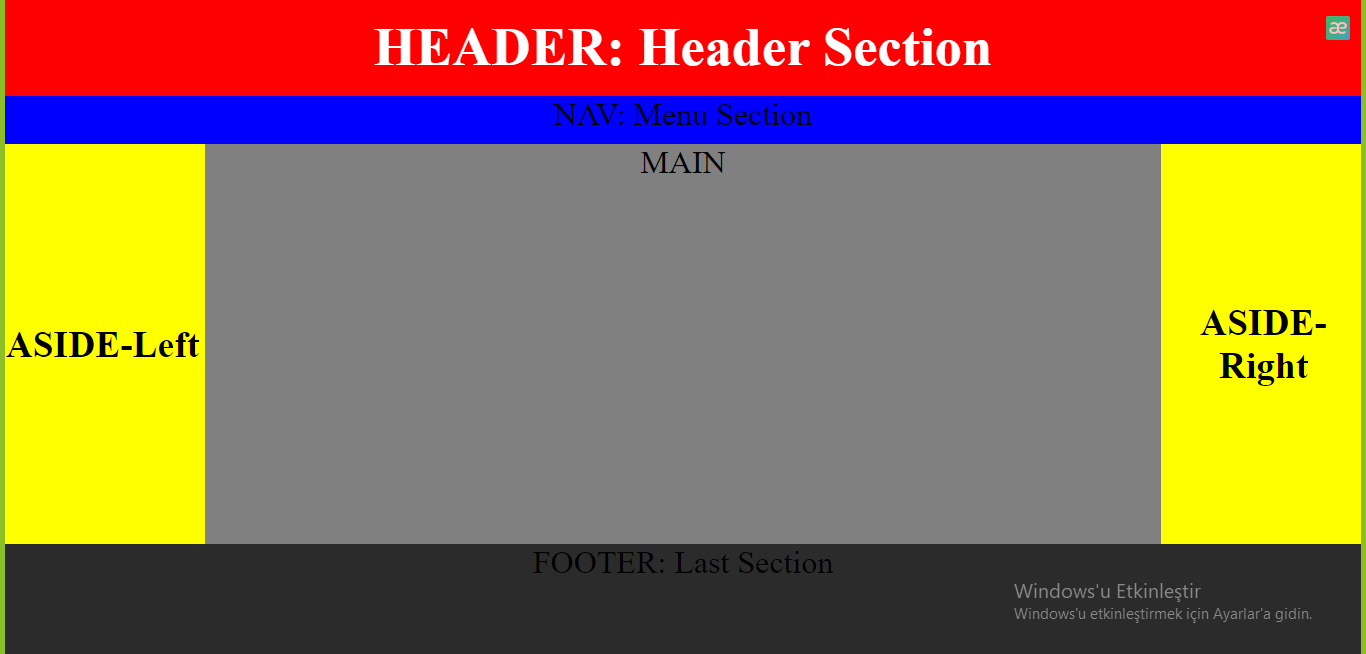 HEADER: Header Section
æ
NAV: Menu Section
MAIN
ASIDE-Left
ASIDE-
Right
FOOTER: Last Section
Windows'u Etkinleştir
Windows'u etkinleştirmek için Ayarlar'a gidin.